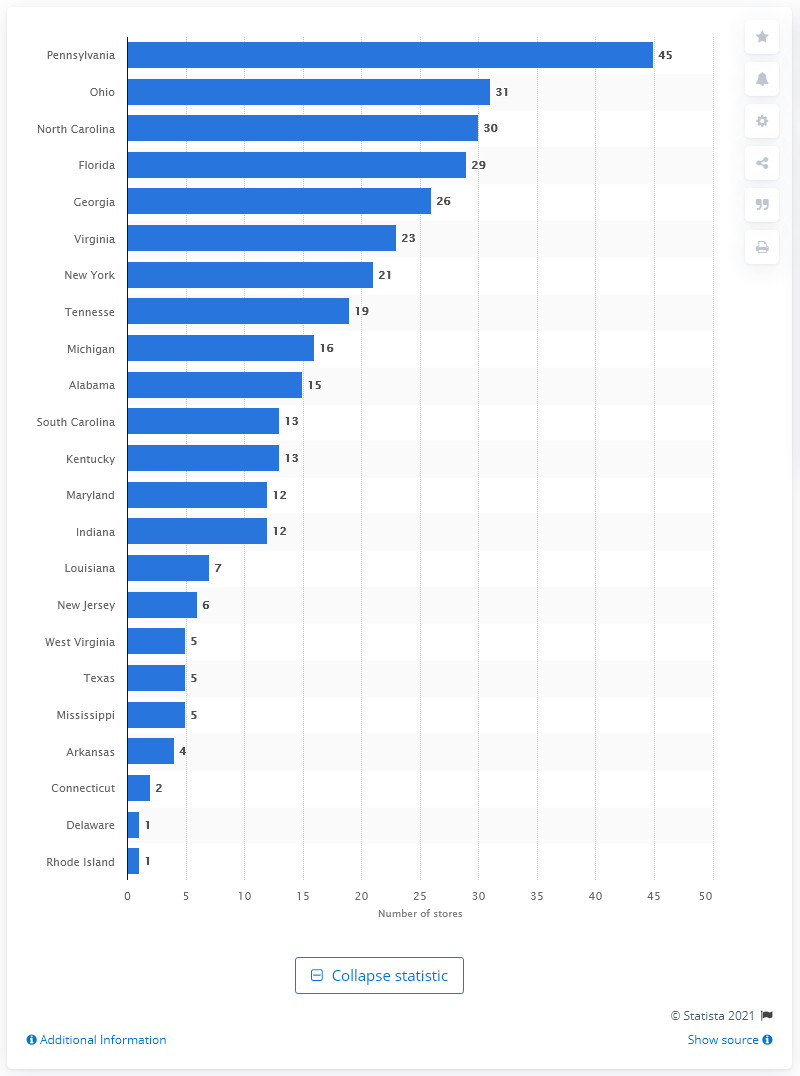 Pennsylvania 45
Ohio 31
North Carolina 30
Florida 29
Georgia 26
Virginia 23
New York 21
Tennesse 19
Michigan 16
Alabama 15
South Carolina 13
Kentucky 13
Maryland 12
Indiana 12
Louisiana 7
New Jersey 6
West Virginia 5
Texas 5
Mississippi 5
Arkansas 4
Connecticut 2
Delaware 1
Rhode Island 1
0 5 10 15 20 25 30 35 40 45 50
Number of stores
Collapse statistic
© Statista 2021
Additional Information Show source